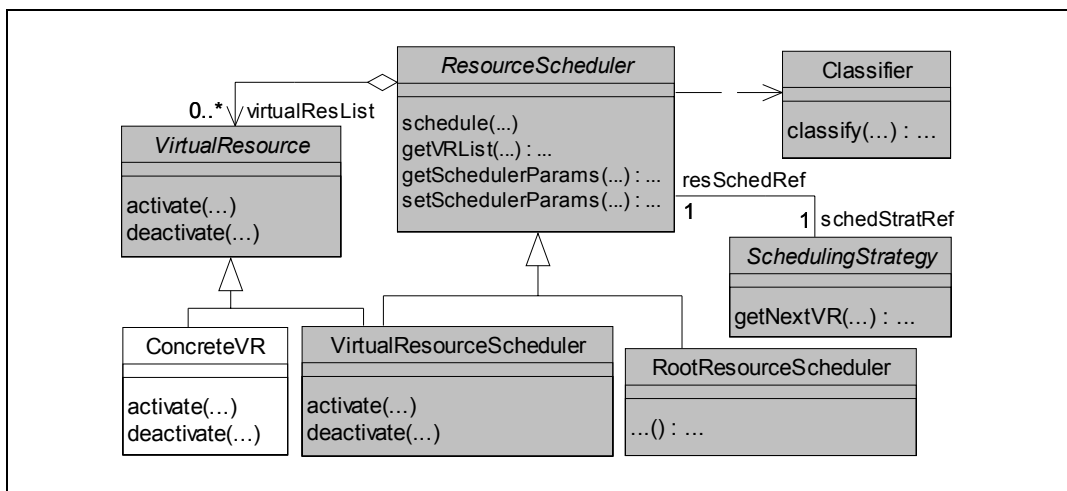 ResourceScheduler
schedule(...)
getVRList(...) : ...
getSchedulerParams(...) : ...
setSchedulerParams(...) : ...
Classifier
classify(...) : ...
0..* virtualResList
VirtualResource
activate(...)
deactivate(...)
resSchedRef
1
1 schedStratRef
SchedulingStrategy
getNextVR(...) : ...
ConcreteVR
activate(...)
deactivate(...)
VirtualResourceScheduler
activate(...)
deactivate(...)
RootResourceScheduler
...() : ...